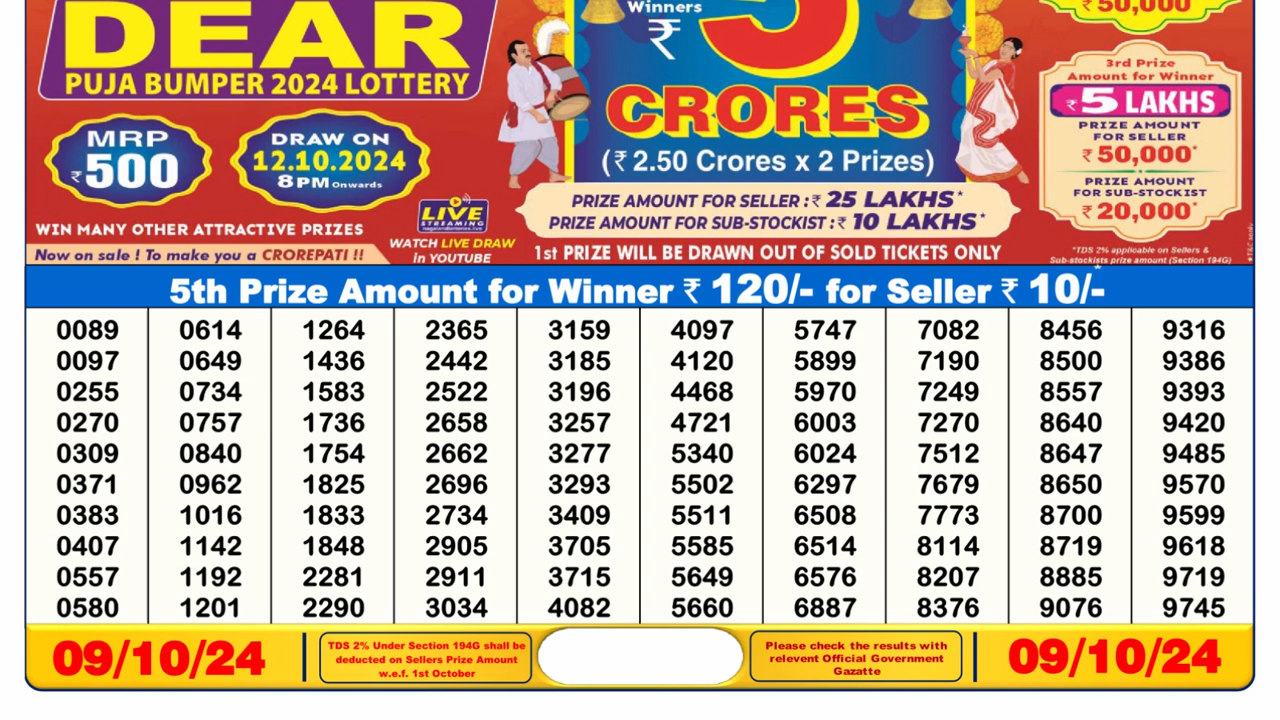 DEAR
PUJA BUMPER 2024 LOTTERY
MRP
₹500
DRAW ON
12.10.2024
8PM Onwards
WIN MANY OTHER ATTRACTIVE PRIZES
Now on sale ! To make you a CROREPATI !!
LIVE
STREAMING
WATCH LIVE DRAW
in YOUTUBE
Winners
₹ 5
CRORES
(₹ 2.50 Crores x 2 Prizes)
PRIZE AMOUNT FOR SELLER :₹ 25 LAKHS*
PRIZE AMOUNT FOR SUB-STOCKIST :₹ 10 LAKHS*
1st PRIZE WILL BE DRAWN OUT OF SOLD TICKETS ONLY
₹ 50,000
3rd Prize
Amount for Winner
₹ 5 LAKHS
PRIZE AMOUNT
FOR SELLER
₹ 50,000*
PRIZE AMOUNT
FOR SUB-STOCKIST
₹ 20,000*
*TDS 2% applicable on Sellers &
Sub-stockists prize amount (Section 194G)
5th Prize Amount for Winner ₹ 120/- for Seller ₹ 10/-*
0089 0614 1264 2365 3159 4097 5747 7082 8456 9316
0097 0649 1436 2442 3185 4120 5899 7190 8500 9386
0255 0734 1583 2522 3196 4468 5970 7249 8557 9393
0270 0757 1736 2658 3257 4721 6003 7270 8640 9420
0309 0840 1754 2662 3277 5340 6024 7512 8647 9485
0371 0962 1825 2696 3293 5502 6297 7679 8650 9570
0383 1016 1833 2734 3409 5511 6508 7773 8700 9599
0407 1142 1848 2905 3705 5585 6514 8114 8719 9618
0557 1192 2281 2911 3715 5649 6576 8207 8885 9719
0580 1201 2290 3034 4082 5660 6887 8376 9076 9745
09/10/24
TDS 2% Under Section 194G shall be
deducted on Sellers Prize Amount
w.e.f. 1st October
Please check the results with
relevent Official Government
Gazatte
09/10/24